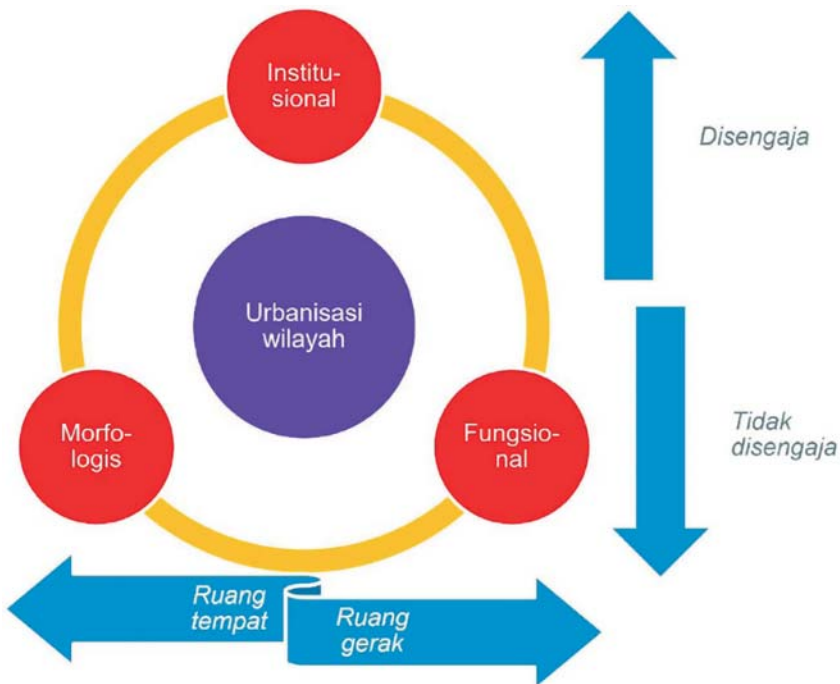 Institu-
sional
Disengaja
Urbanisasi
wilayah
Morfo-
logis
Fungsio-
nal
Tidak
disengaja
Ruang
tempat
Ruang
gerak